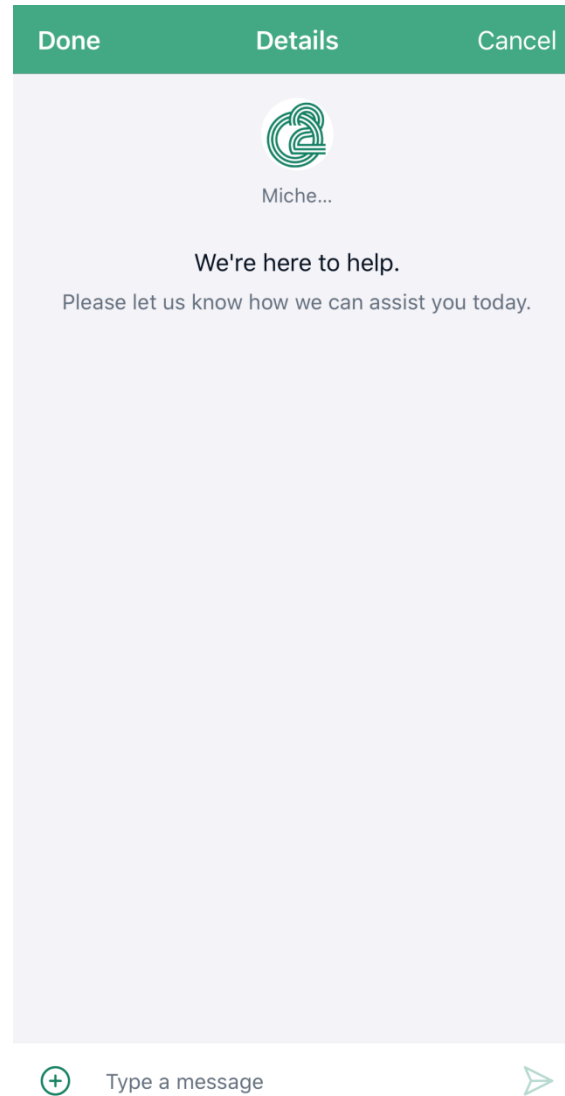 Done Details Cancel
Miche...
We're here to help.
Please let us know how we can assist you today.
Type a message